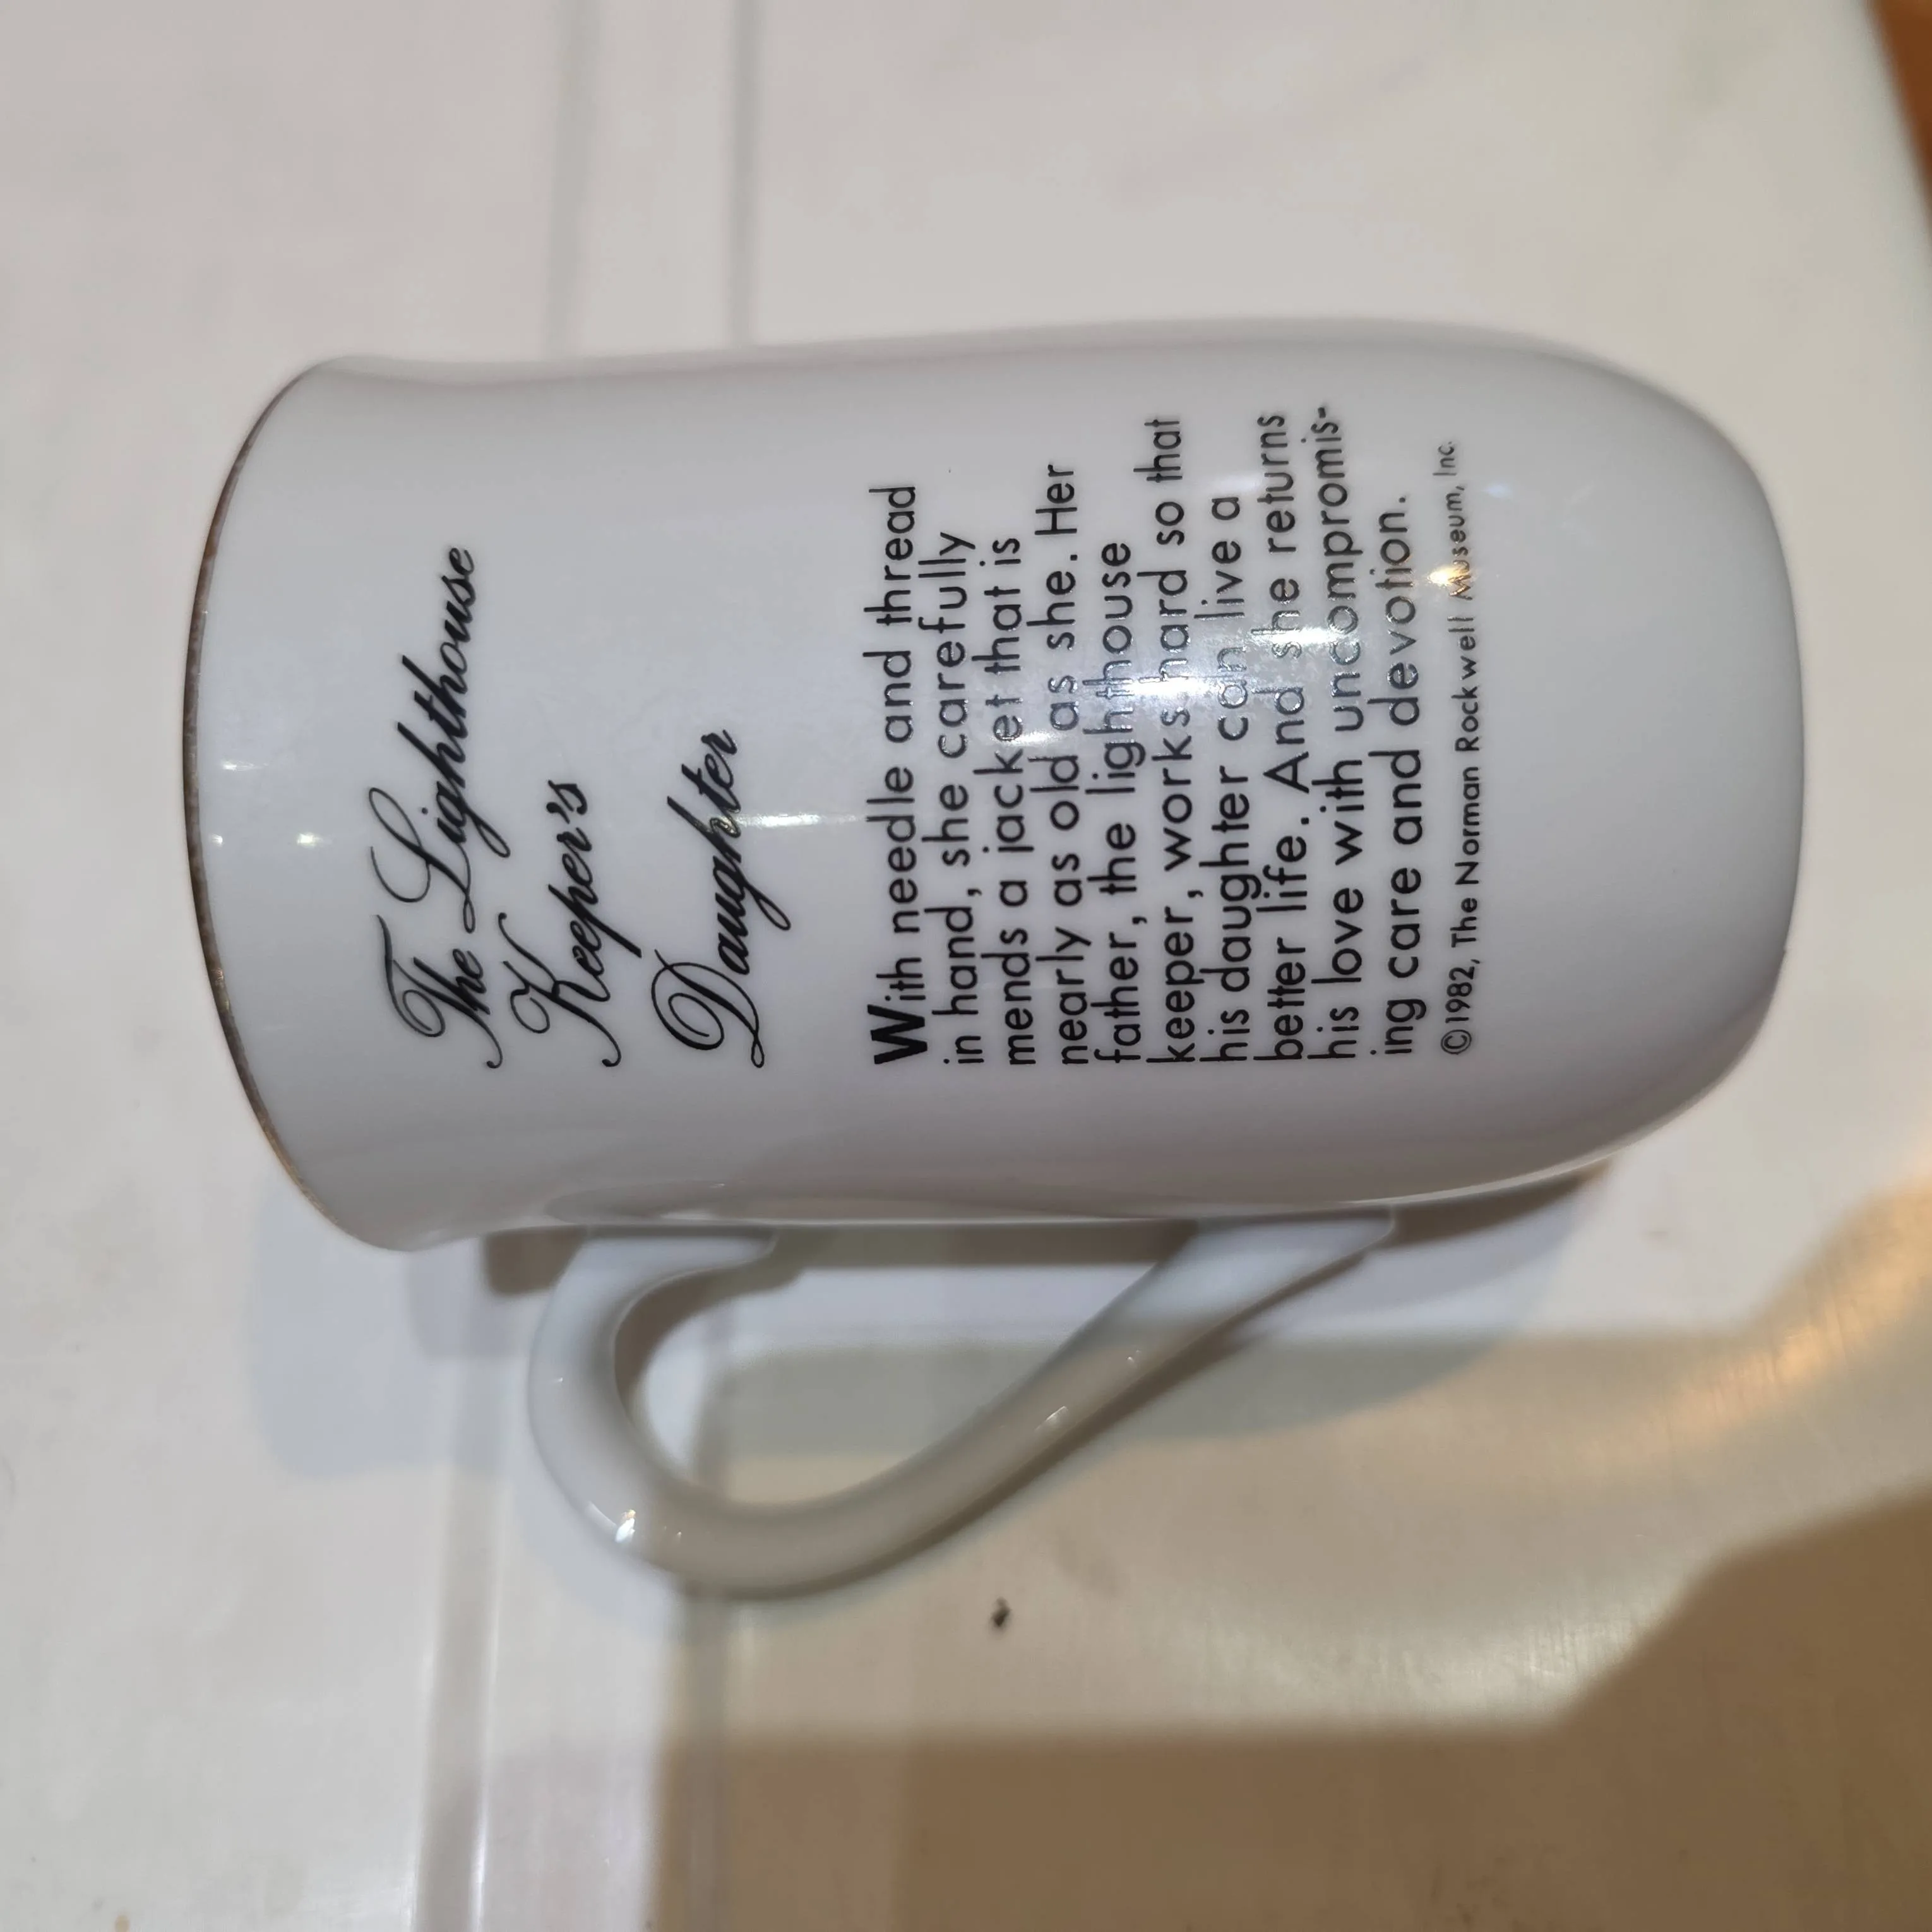 The Lighthouse
Keeper's
Daughter
With needle and thread
in hand, she carefully
mends a jacket that is
nearly as old as she. Her
father, the lighthouse
keeper, works hard so that
his daughter can live a
better life. And she returns
his love with uncompromis-
ing care and devotion.
©1982, The Norman Rockwell Museum, Inc.